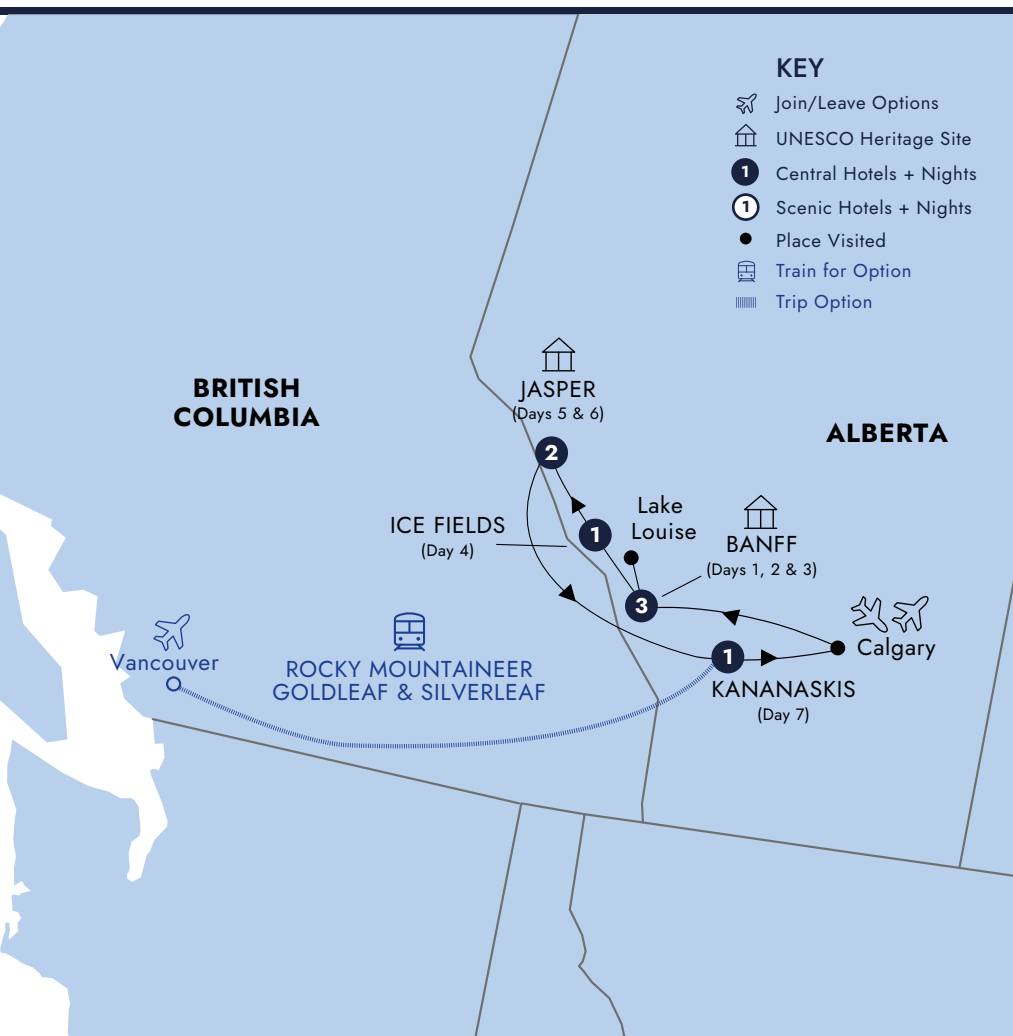 KEY
Join/Leave Options
UNESCO Heritage Site
1 Central Hotels + Nights
1 Scenic Hotels + Nights
Place Visited
Train for Option
Trip Option
BRITISH
COLUMBIA
ALBERTA
JASPER
(Days 5 & 6)
2
ICE FIELDS
(Day 4)
1
Lake
Louise
BANFF
(Days 1, 2 & 3)
3
Calgary
1
KANANASKIS
(Day 7)
Vancouver
ROCKY MOUNTAINEER
GOLDLEAF & SILVERLEAF